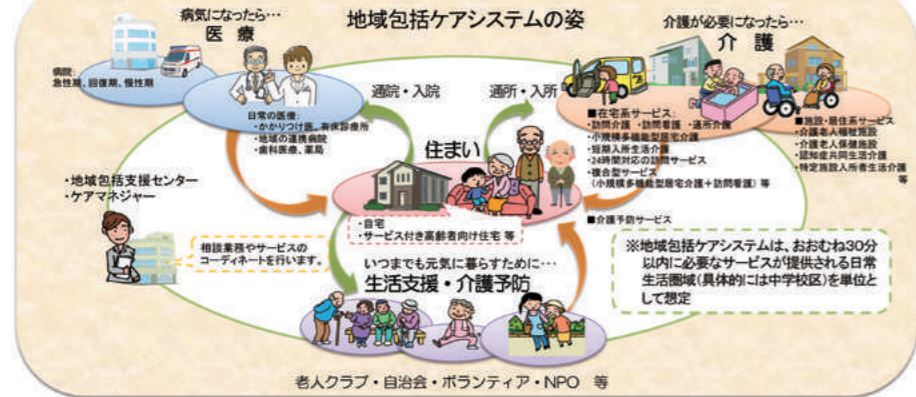 地域包括ケアシステムの姿
病気になったら…
医療
介護が必要になったら…
介護
病院:
急性期、回復期、慢性期
日常の医療:
・かかりつけ医、有床診療所
・地域の連携病院
・歯科医療、薬局
通院・入院
通所・入所
■在宅系サービス:
・訪問介護 ・訪問看護 ・通所介護
・小規模多機能型居宅介護
・短期入所生活介護
・24時間対応の訪問サービス
・複合型サービス
(小規模多機能型居宅介護+訪問看護) 等
■施設・居住系サービス
・介護老人福祉施設
・介護老人保健施設
・認知症共同生活介護
・特定施設入所者生活介護
等
住まい
・地域包括支援センター
・ケアマネジャー
・自宅
・サービス付き高齢者向け住宅 等
■介護予防サービス
相談業務やサービスの
コーディネートを行います。
いつまでも元気に暮らすために…
生活支援・介護予防
※地域包括ケアシステムは、おおむね30分
以内に必要なサービスが提供される日常
生活圏域(具体的には中学校区)を単位と
して想定
老人クラブ・自治会・ボランティア・NPO 等